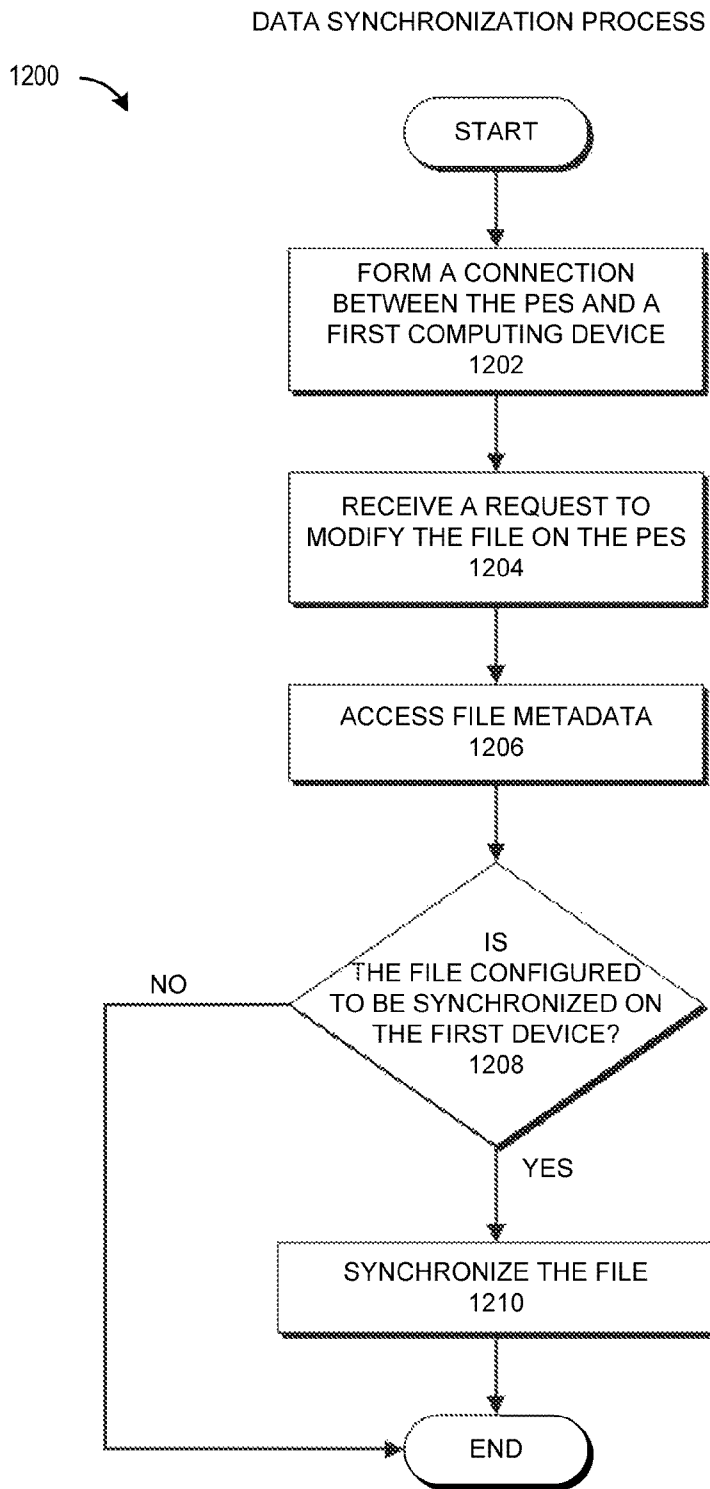 DATA SYNCHRONIZATION PROCESS
1200
START
FORM A CONNECTION
BETWEEN THE PES AND A
FIRST COMPUTING DEVICE
1202
RECEIVE A REQUEST TO
MODIFY THE FILE ON THE PES
1204
ACCESS FILE METADATA
1206
IS
THE FILE CONFIGURED
TO BE SYNCHRONIZED ON
THE FIRST DEVICE?
1208
NO
YES
SYNCHRONIZE THE FILE
1210
END